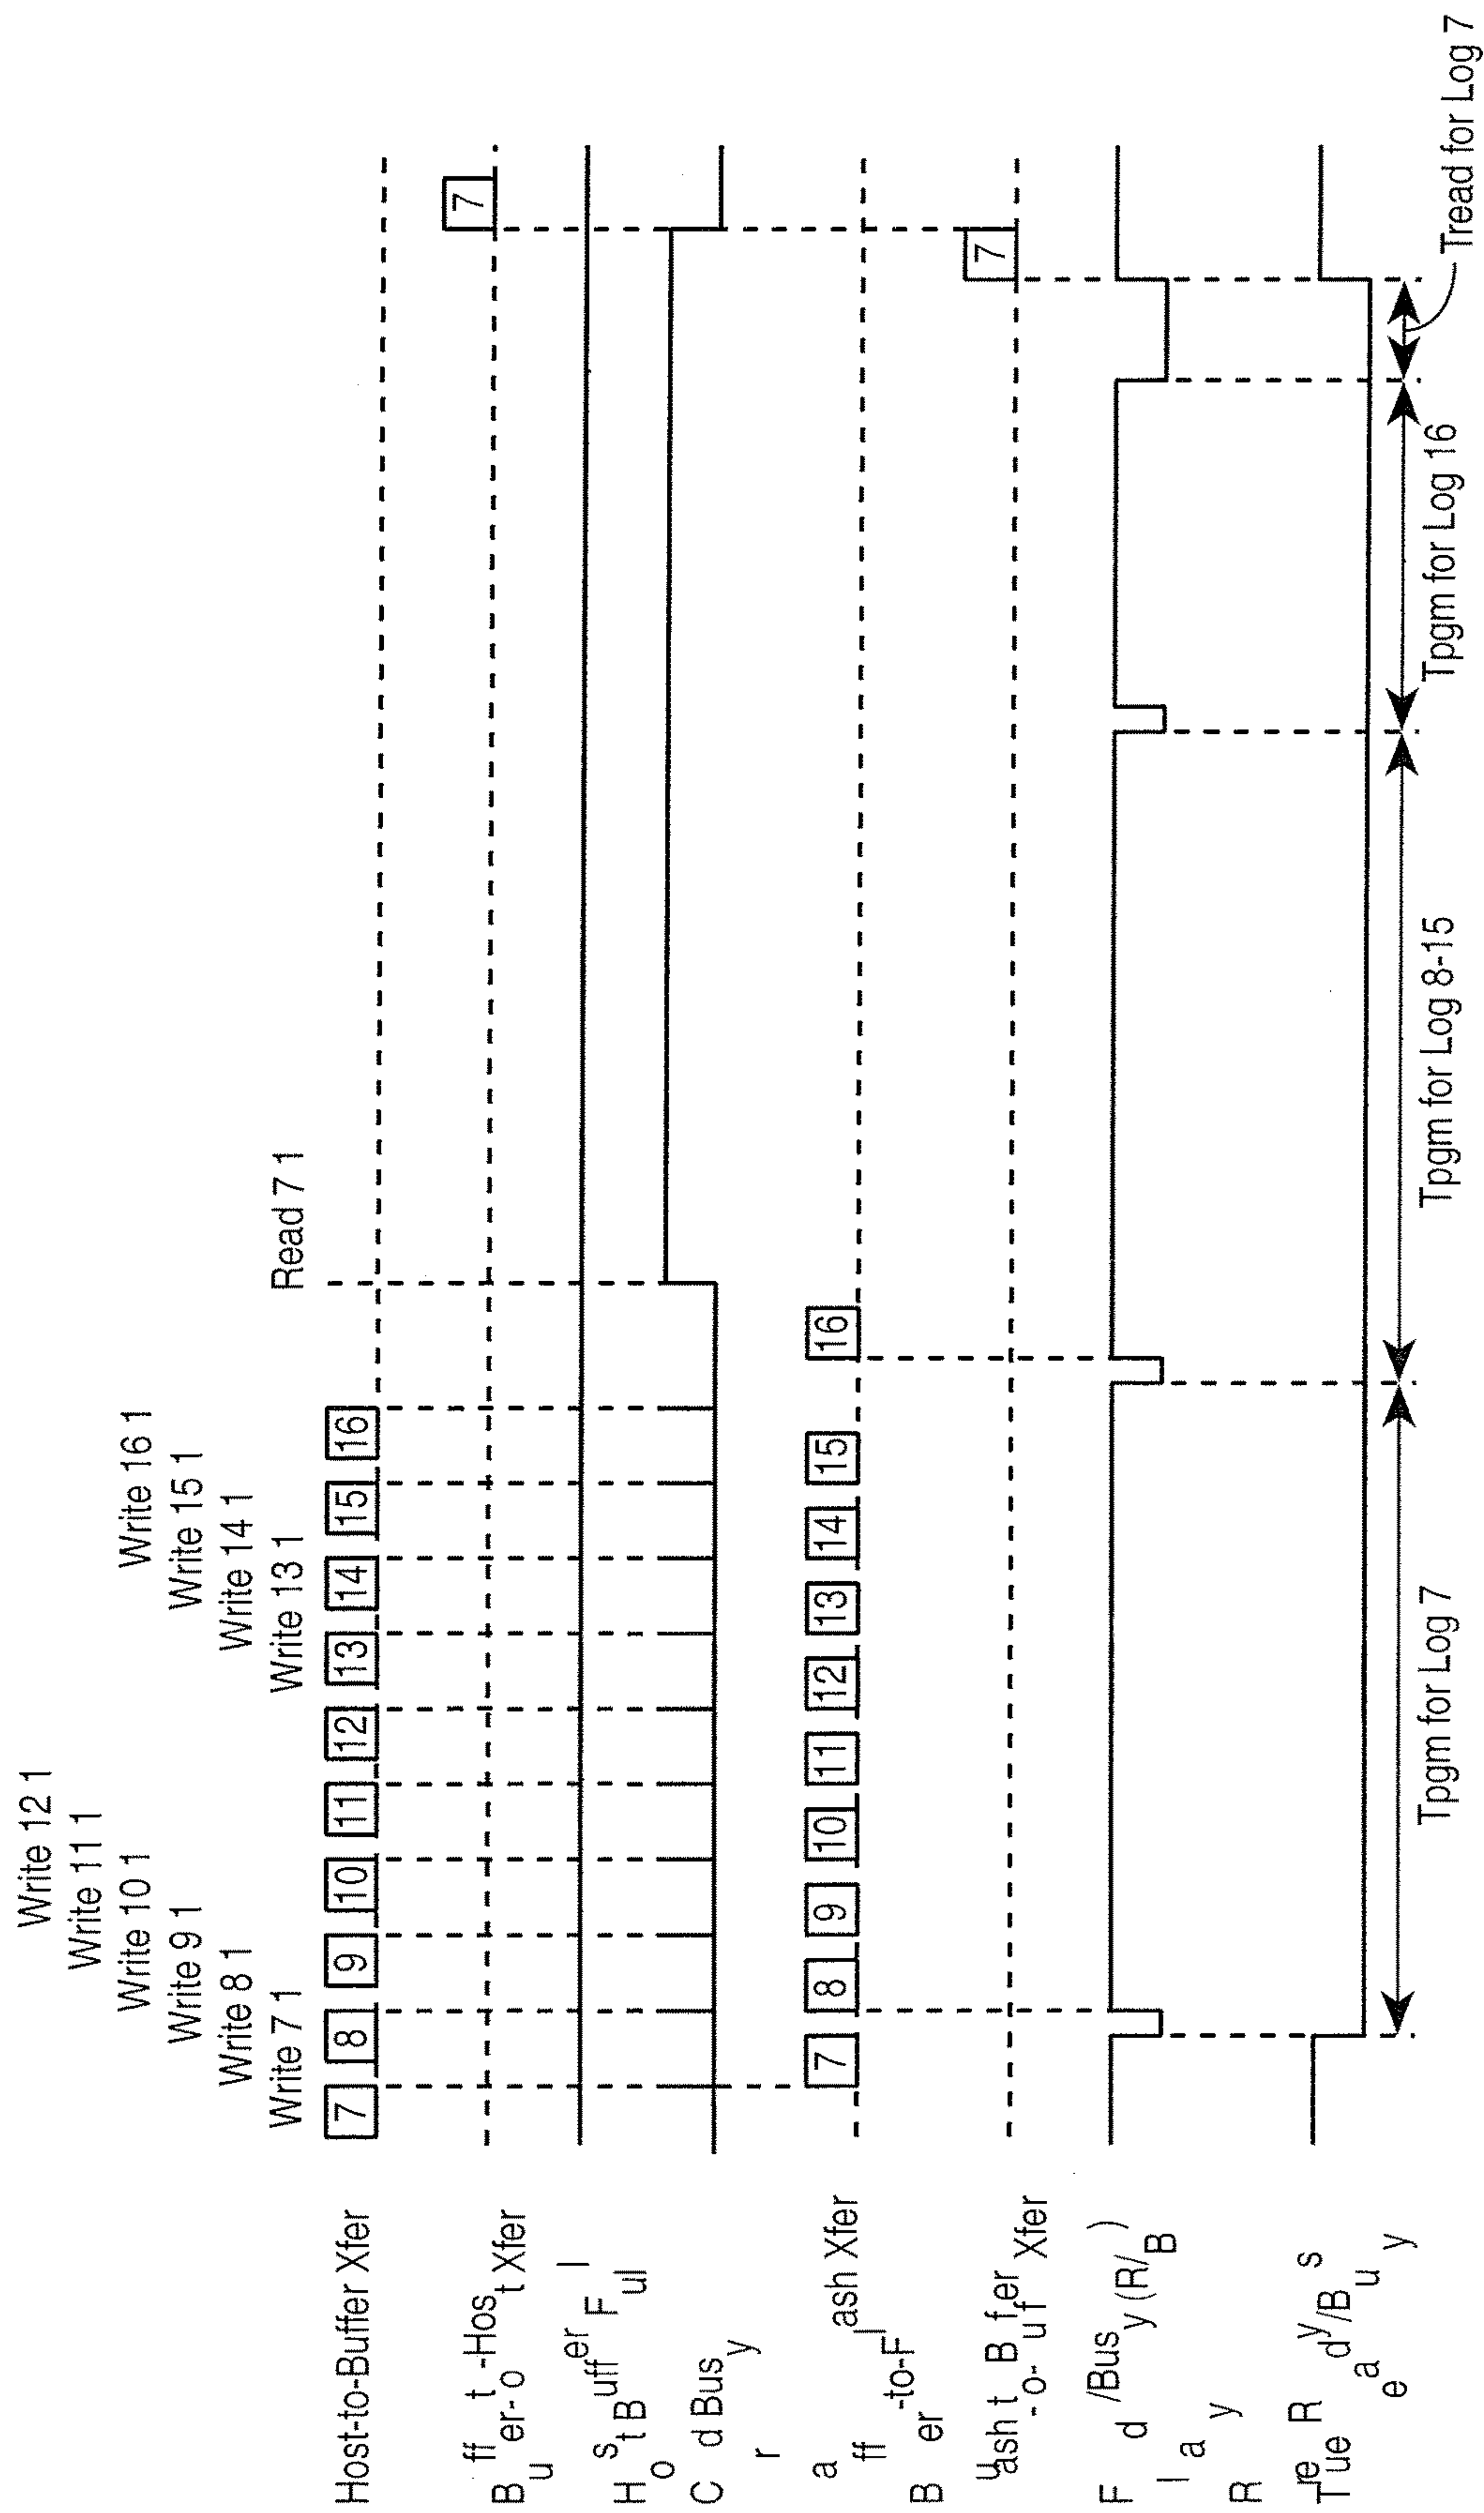 Write 12 1
Write 11 1
Write 10 1
Write 16 1
Write 9 1
Write 15 1
Write 8 1
Write 14 1
Write 7 1
Write 13 1
Read 7 1
Host-to-Buffer Xfer
7 8 9 10 11 12 13 14 15 16
Buffer-to-Host Xfer
7
Host Buffer Full
Card Busy
Buffer-to-Flash Xfer
7 8 9 10 11 12 13 14 15 16
Flash-to-Buffer Xfer
7
Ready/Busy (R/B)
True Ready/Busy
Tpgm for Log 7
Tpgm for Log 8-15
Tpgm for Log 16
Tread for Log 7